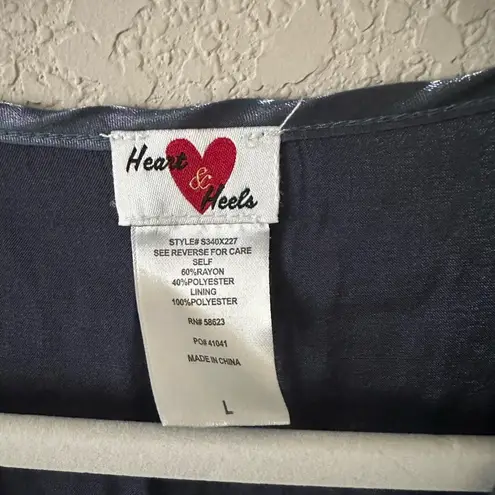 Heart
&
Heels
STYLE# S340X227
SEE REVERSE FOR CARE
SELF
60%RAYON
40%POLYESTER
LINING
100%POLYESTER
RN# 58623
PO# 41041
MADE IN CHINA
L